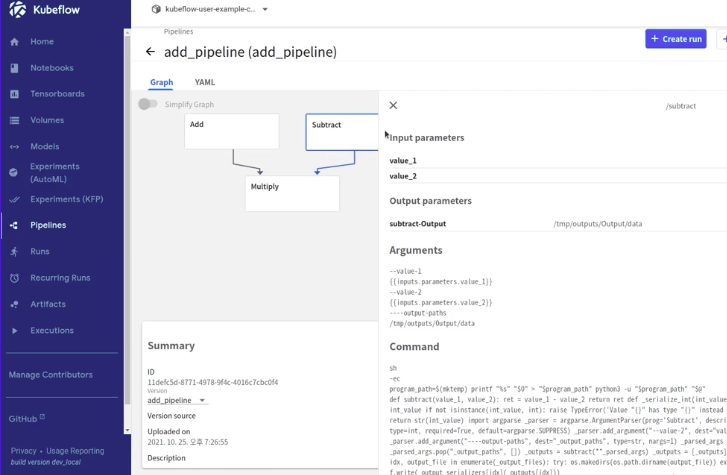 Kubeflow
kubeflow-user-example-c...
Home
Notebooks
Tensorboards
Volumes
Models
Experiments
(AutoML)
Experiments (KFP)
Pipelines
Runs
Recurring Runs
Artifacts
Executions
Manage Contributors
GitHub
Privacy • Usage Reporting
build version dev_local
Pipelines
add_pipeline (add_pipeline)
+ Create run
Graph
YAML
Simplify Graph
Add
Subtract
Multiply
Summary
ID
11defc5d-8771-4978-9f4c-4016c7cbc0f4
Version
add_pipeline
Version source
Uploaded on
2021. 10. 25. 오후 7:26:55
Description
/subtract
Input parameters
value_1
value_2
Output parameters
subtract-Output /tmp/outputs/Output/data
Arguments
--value-1
{{inputs.parameters.value_1}}
--value-2
{{inputs.parameters.value_2}}
----output-paths
/tmp/outputs/Output/data
Command
sh
-ec
program_path=$(mktemp) printf "%s" "$0" > "$program_path" python3 -u "$program_path" "$@"
def subtract(value_1, value_2): ret = value_1 - value_2 return ret def _serialize_int(int_value
int_value if not isinstance(int_value, int): raise TypeError('Value "{}" has type "{}" instead
return str(int_value) import argparse _parser = argparse.ArgumentParser(prog='Subtract', descri
type=int, required=True, default=argparse.SUPPRESS) _parser.add_argument("--value-2", dest="val
_parser.add_argument("----output-paths", dest="_output_paths", type=str, nargs=1) _parsed_args
_parsed_args.pop("_output_paths", []) _outputs = subtract(**_parsed_args) _outputs = [_outputs
idx, output_file in enumerate(_output_files): try: os.makedirs(os.path.dirname(output_file)) ex
f.write(_output_serializers[idx](_outputs[idx]))